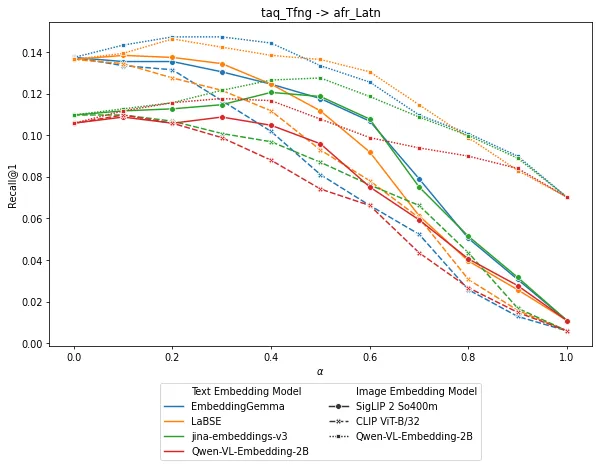 taq_Tfng -> afr_Latn
Recall@1
0.14
0.12
0.10
0.08
0.06
0.04
0.02
0.00
0.0 0.2 0.4 0.6 0.8 1.0
α
Text Embedding Model
EmbeddingGemma
LaBSE
jina-embeddings-v3
Qwen-VL-Embedding-2B
Image Embedding Model
SigLIP 2 So400m
CLIP ViT-B/32
Qwen-VL-Embedding-2B